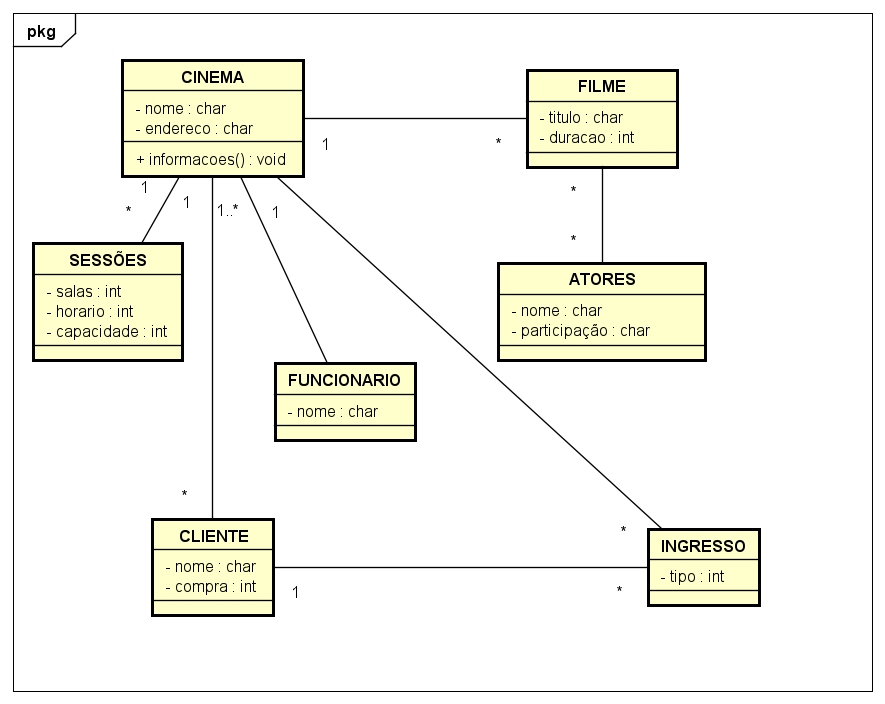 pkg
CINEMA
- nome : char
- endereco : char
+ informacoes() : void
FILME
- titulo : char
- duracao : int
1
*
1
*
1
1..*
1
*
*
SESSÕES
- salas : int
- horario : int
- capacidade : int
ATORES
- nome : char
- participação : char
FUNCIONARIO
- nome : char
*
*
CLIENTE
- nome : char
- compra : int
INGRESSO
- tipo : int
1
*